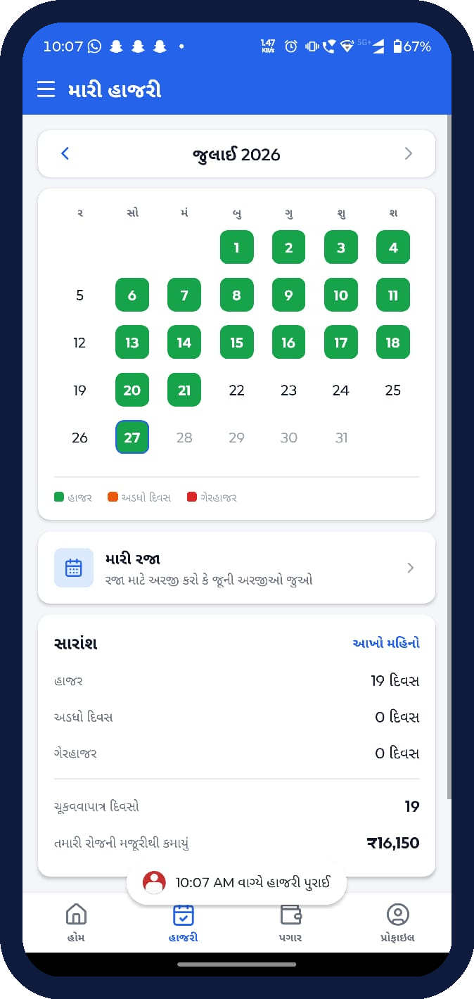 10:07 1.47 KB/s 5G+ 67%
મારી હાજરી
જુલાઈ 2026
ર સો મં બુ ગુ શુ શ
1 2 3 4
5 6 7 8 9 10 11
12 13 14 15 16 17 18
19 20 21 22 23 24 25
26 27 28 29 30 31
હાજર અડધો દિવસ ગેરહાજર
મારી રજા
રજા માટે અરજી કરો કે જૂની અરજીઓ જુઓ
સારાંશ આખો મહિનો
હાજર 19 દિવસ
અડધો દિવસ 0 દિવસ
ગેરહાજર 0 દિવસ
ચૂકવવાપાત્ર દિવસો 19
તમારી રોજની મજૂરીથી કમાયું ₹16,150
10:07 AM વાગ્યે હાજરી પુરાઈ
હોમ હાજરી પગાર પ્રોફાઇલ